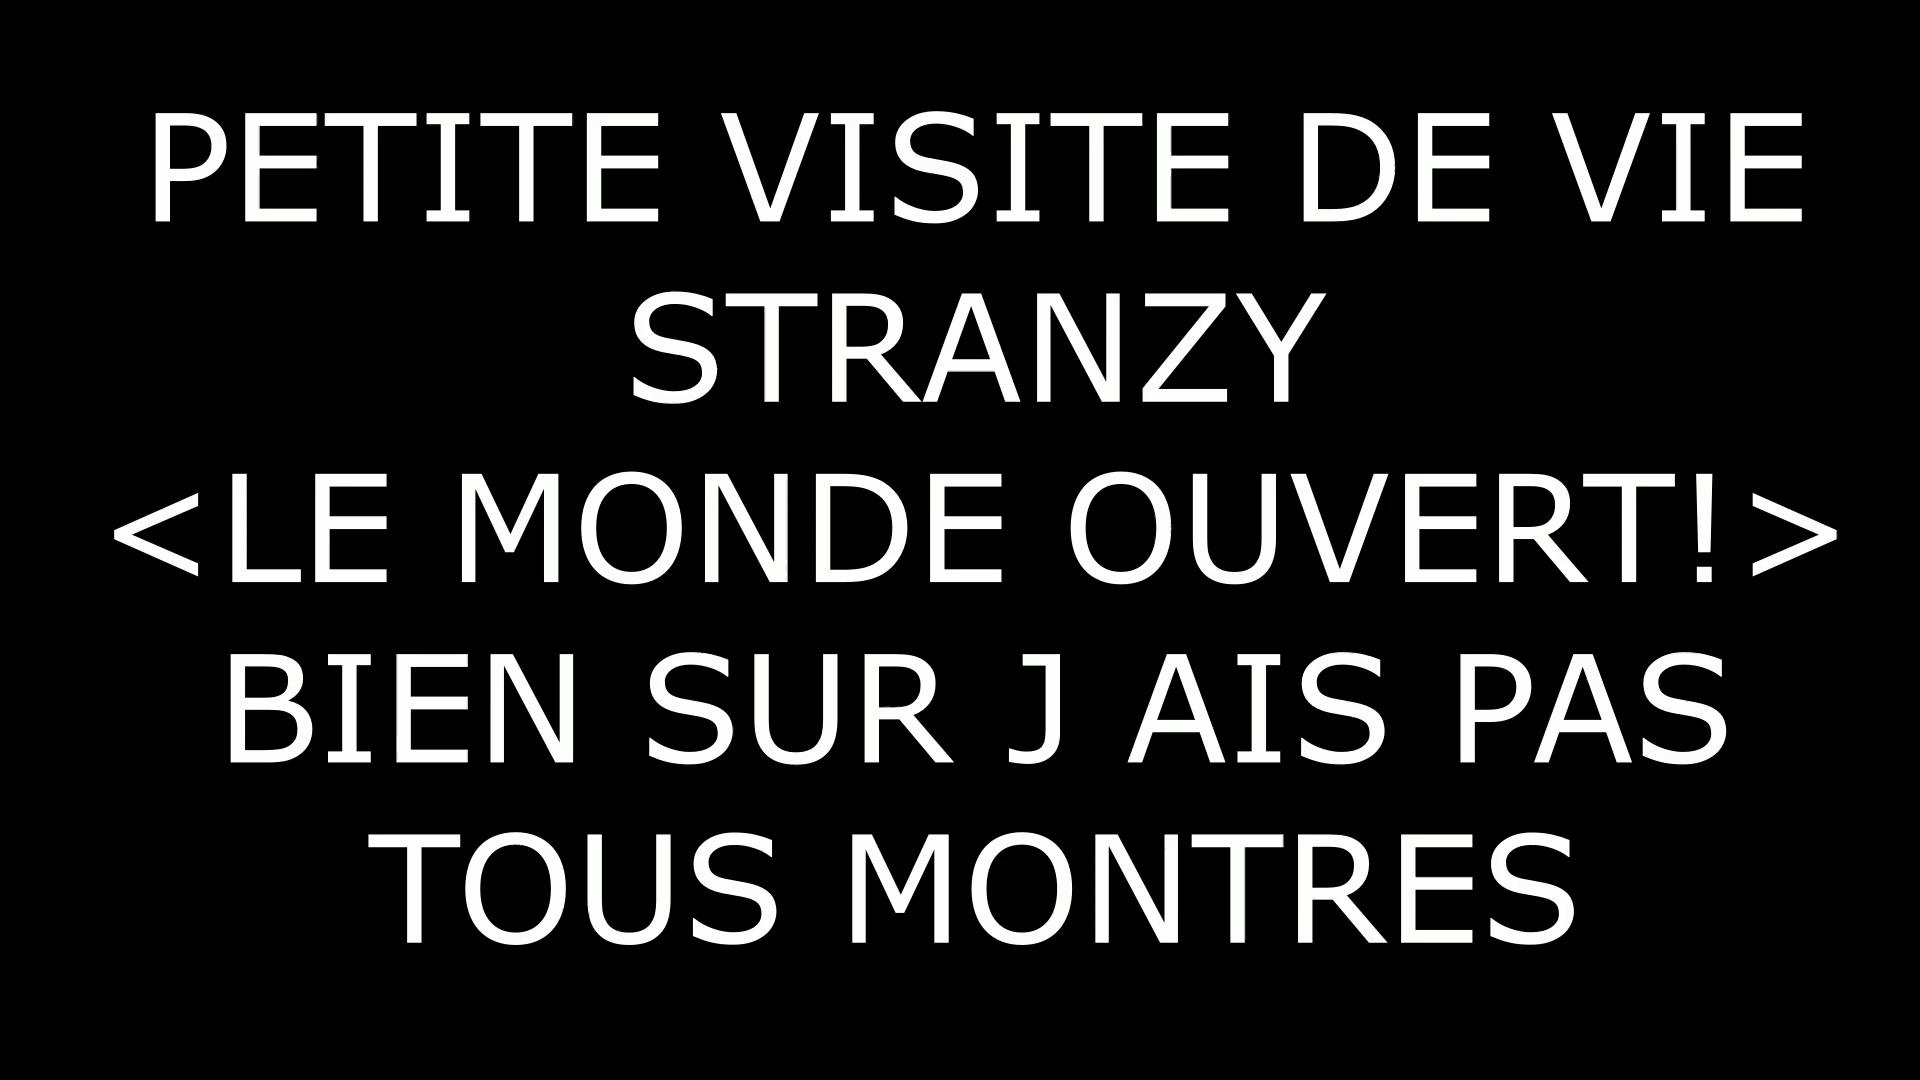 PETITE VISITE DE VIE
STRANZY
<LE MONDE OUVERT!>
BIEN SUR J AIS PAS
TOUS MONTRES